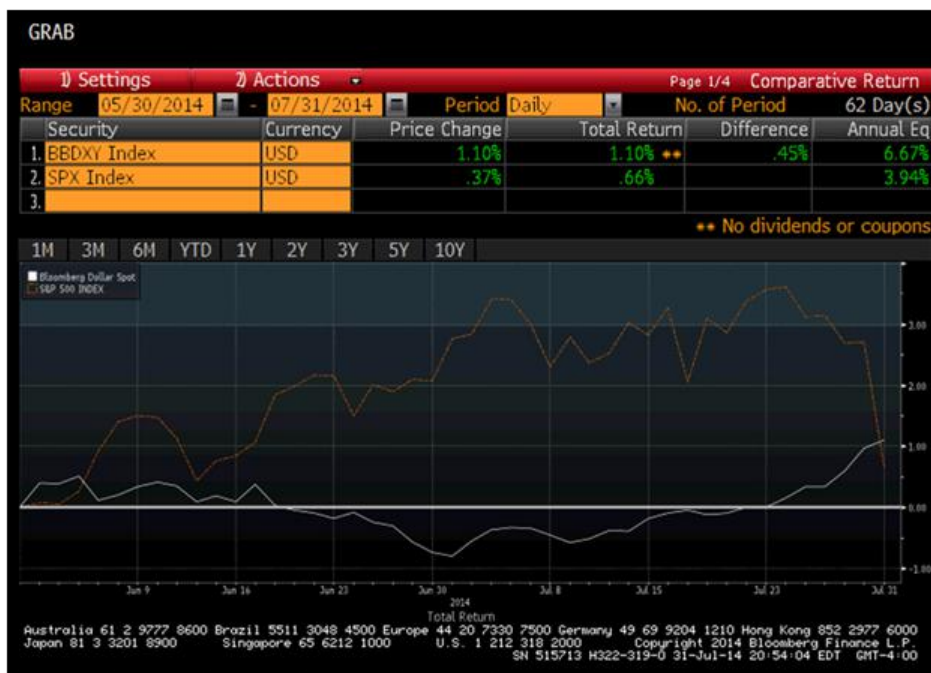 GRAB
1) Settings 2) Actions Page 1/4 Comparative Return
Range 05/30/2014 - 07/31/2014 Period Daily No. of Period 62 Day(s)
Security Currency Price Change Total Return Difference Annual Eq
1. BBDXY Index USD 1.10% 1.10% ** .45% 6.67%
2. SPX Index USD .37% .66% 3.94%
3.
** No dividends or coupons
1M 3M 6M YTD 1Y 2Y 3Y 5Y 10Y
Bloomberg Dollar Spot
S&P 500 INDEX
3.00
2.00
1.00
0.00
-1.00
Jun 9 Jun 16 Jun 23 Jun 30 Jul 8 Jul 15 Jul 23 Jul 31
2014
Total Return
Australia 61 2 9777 8600 Brazil 5511 3048 4500 Europe 44 20 7330 7500 Germany 49 69 9204 1210 Hong Kong 852 2977 6000
Japan 81 3 3201 8900 Singapore 65 6212 1000 U.S. 1 212 318 2000 Copyright 2014 Bloomberg Finance L.P.
SN 515713 H322-319-0 31-Jul-14 20:54:04 EDT GMT-4:00